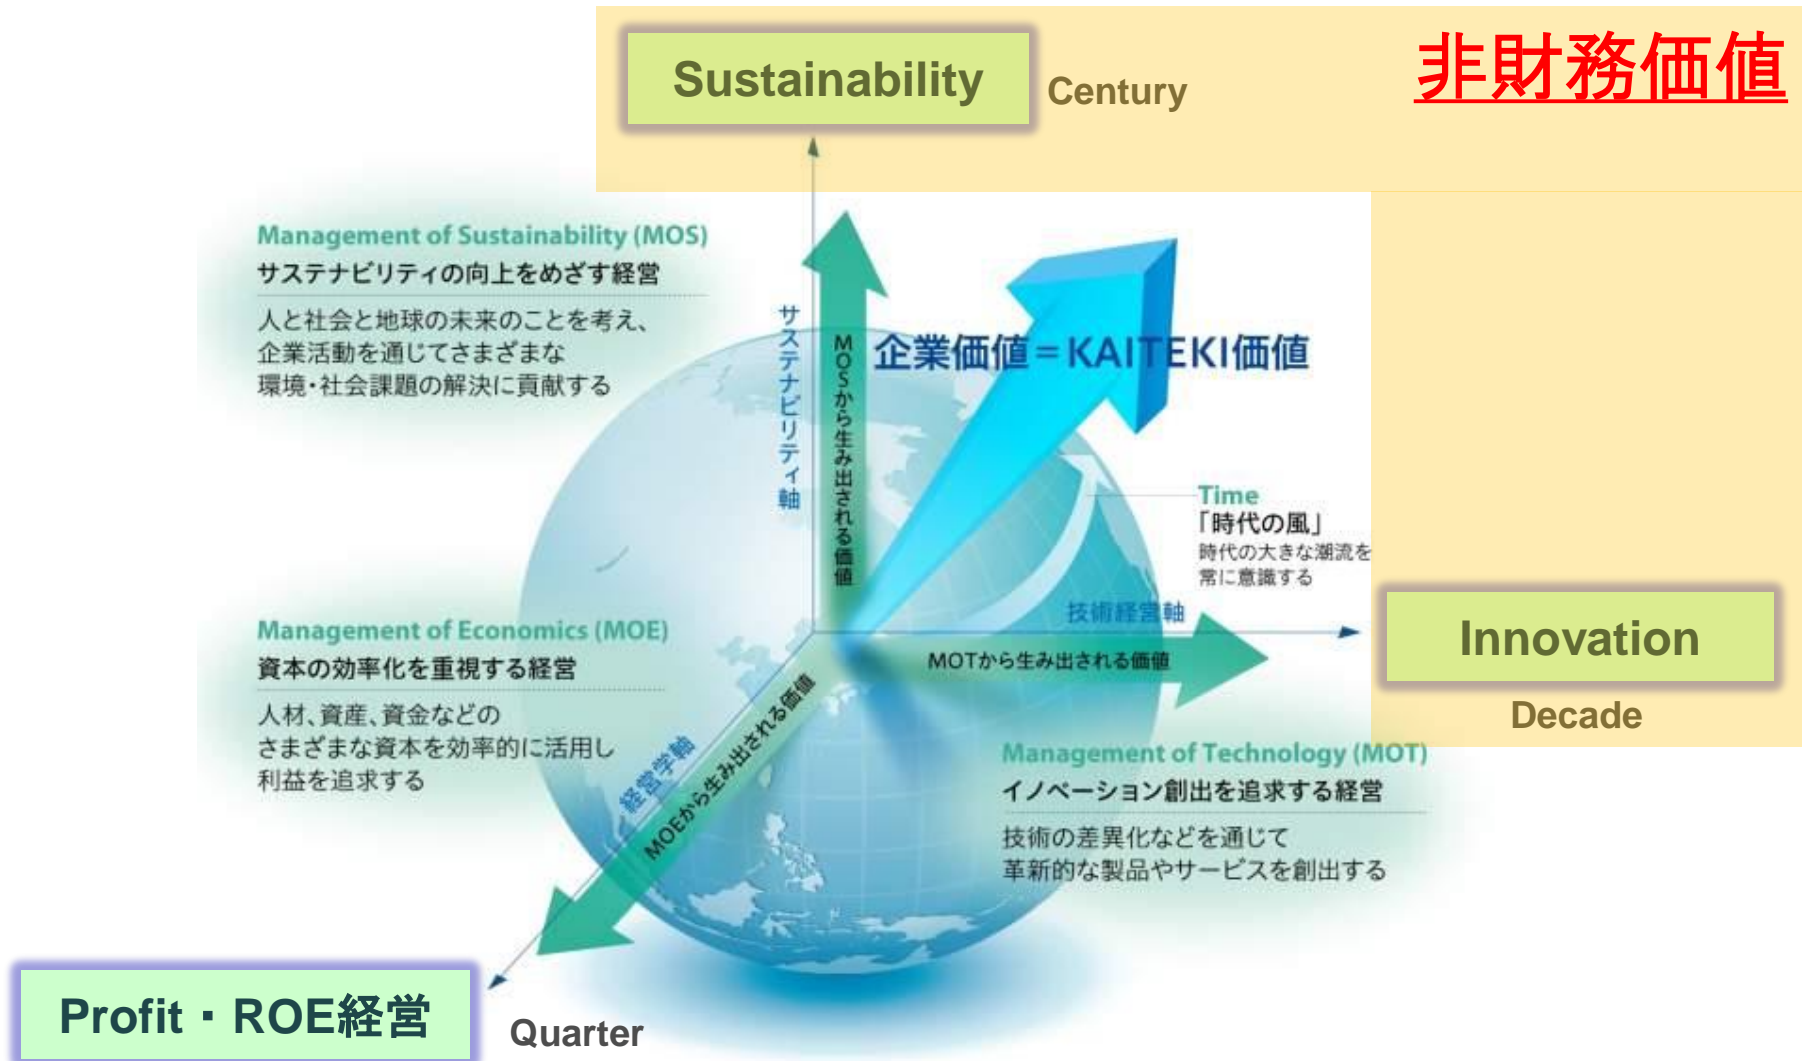 Sustainability
Century
非財務価値
Management of Sustainability (MOS)
サステナビリティの向上をめざす経営
人と社会と地球の未来のことを考え、
企業活動を通じてさまざまな
環境・社会課題の解決に貢献する
サステナビリティ軸
MOSから生み出される価値
企業価値=KAITEKI価値
Time
「時代の風」
時代の大きな潮流を
常に意識する
技術経営軸
MOTから生み出される価値
Innovation
Decade
Management of Economics (MOE)
資本の効率化を重視する経営
人材、資産、資金などの
さまざまな資本を効率的に活用し
利益を追求する
経営学軸
MOEから生み出される価値
Management of Technology (MOT)
イノベーション創出を追求する経営
技術の差異化などを通じて
革新的な製品やサービスを創出する
Profit・ROE経営
Quarter